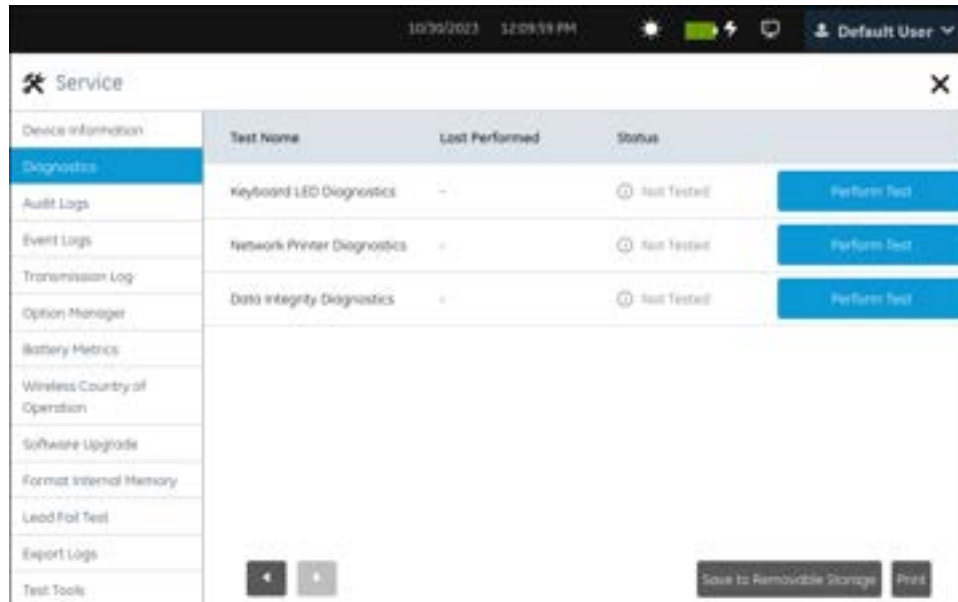 10/30/2023 12:09:59 PM Default User
Service
Device Information
Diagnostics
Audit Logs
Event Logs
Transmission Log
Option Manager
Battery Metrics
Wireless Country of
Operation
Software Upgrade
Format Internal Memory
Lead Fail Test
Export Logs
Test Tools
Test Name Last Performed Status
Keyboard LED Diagnostics - Not Tested Perform Test
Network Printer Diagnostics - Not Tested Perform Test
Data Integrity Diagnostics - Not Tested Perform Test
Save to Removable Storage Print